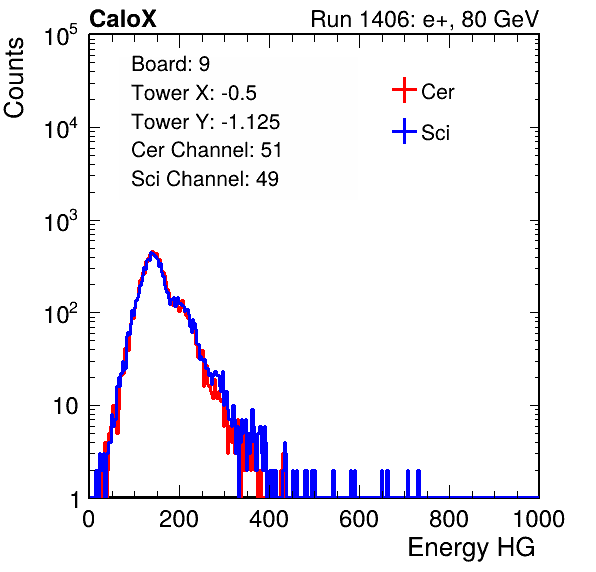 CaloX Run 1406: e+, 80 GeV
Counts
Board: 9
Tower X: -0.5
Tower Y: -1.125
Cer Channel: 51
Sci Channel: 49
Cer
Sci
10^5
10^4
10^3
10^2
10
1
0 200 400 600 800 1000
Energy HG